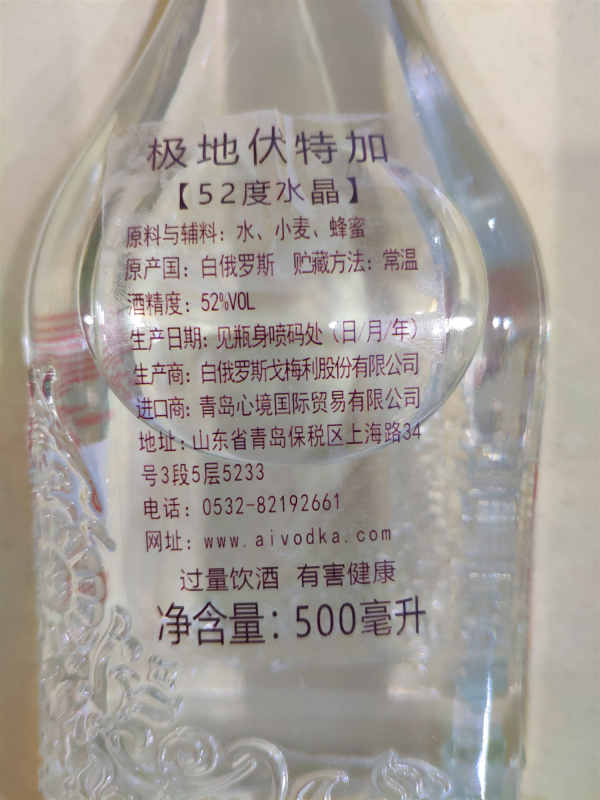 极地伏特加
【52度水晶】
原料与辅料：水、小麦、蜂蜜
原产国：白俄罗斯 贮藏方法：常温
酒精度：52%VOL
生产日期：见瓶身喷码处（日/月/年）
生产商：白俄罗斯戈梅利股份有限公司
进口商：青岛心境国际贸易有限公司
地址：山东省青岛保税区上海路34
号3段5层5233
电话：0532-82192661
网址：www.aivodka.com
过量饮酒 有害健康
净含量：500毫升